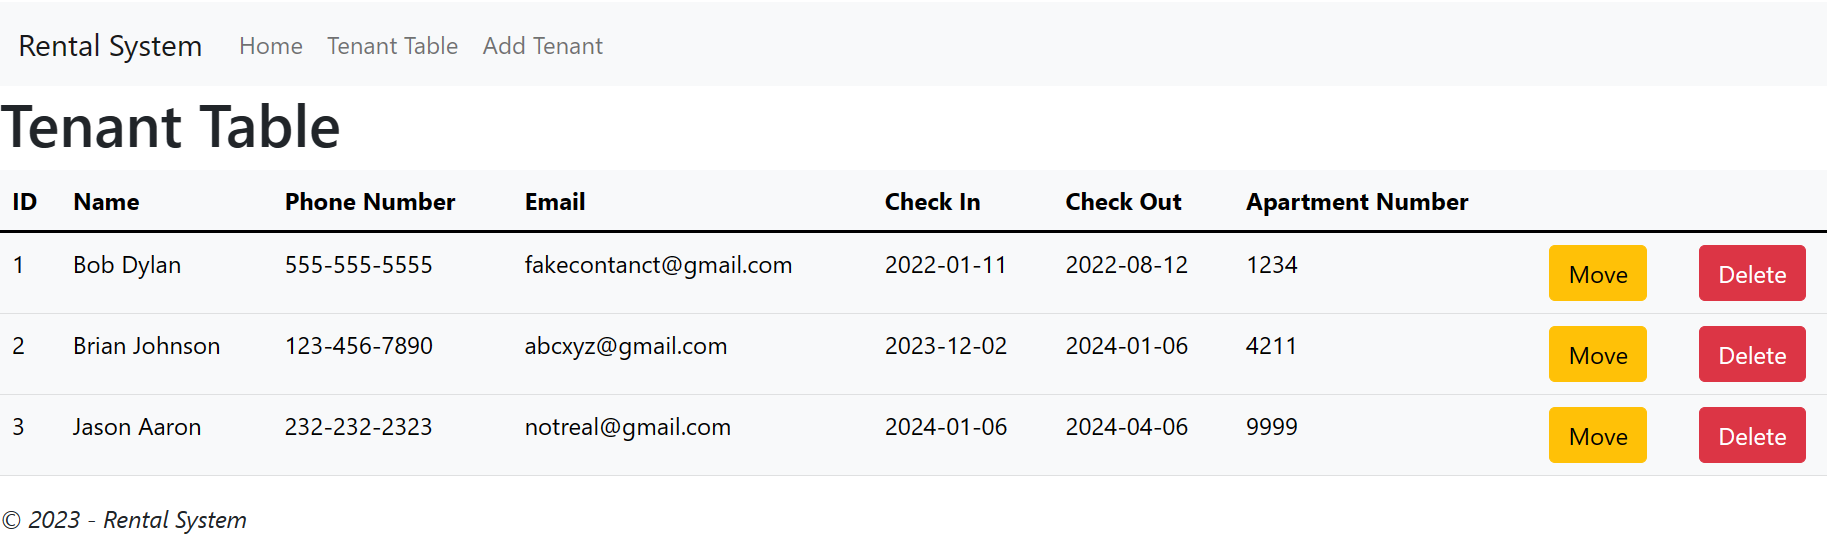 Rental System Home Tenant Table Add Tenant
Tenant Table
ID Name Phone Number Email Check In Check Out Apartment Number
1 Bob Dylan 555-555-5555 fakecontanct@gmail.com 2022-01-11 2022-08-12 1234 Move Delete
2 Brian Johnson 123-456-7890 abcxyz@gmail.com 2023-12-02 2024-01-06 4211 Move Delete
3 Jason Aaron 232-232-2323 notreal@gmail.com 2024-01-06 2024-04-06 9999 Move Delete
© 2023 - Rental System